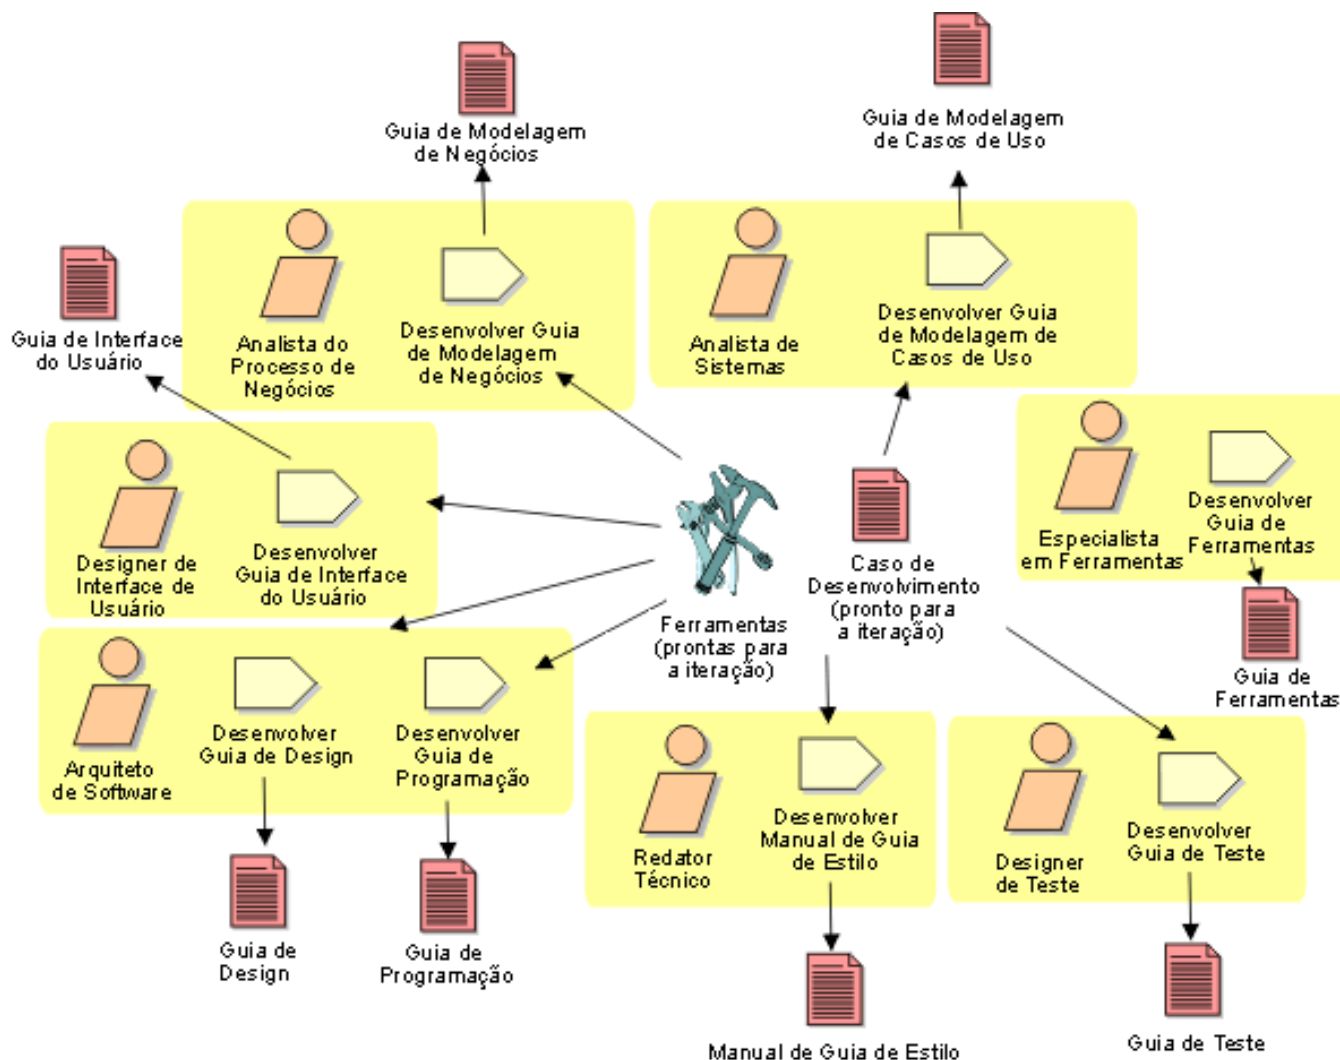 Guia de Modelagem
de Negócios
Guia de Modelagem
de Casos de Uso
Guia de Interface
do Usuário
Analista do
Processo de
Negócios
Desenvolver Guia
de Modelagem
de Negócios
Analista de
Sistemas
Desenvolver Guia
de Modelagem de
Casos de Uso
Designer de
Interface de
Usuário
Desenvolver
Guia de Interface
do Usuário
Ferramentas
(prontas para
a iteração)
Caso de
Desenvolvimento
(pronto para
a iteração)
Especialista
em Ferramentas
Desenvolver
Guia de
Ferramentas
Guia de
Ferramentas
Arquiteto
de Software
Desenvolver
Guia de Design
Desenvolver
Guia de
Programação
Redator
Técnico
Desenvolver
Manual de Guia
de Estilo
Designer
de Teste
Desenvolver
Guia de Teste
Guia de
Design
Guia de
Programação
Manual de Guia de Estilo
Guia de Teste